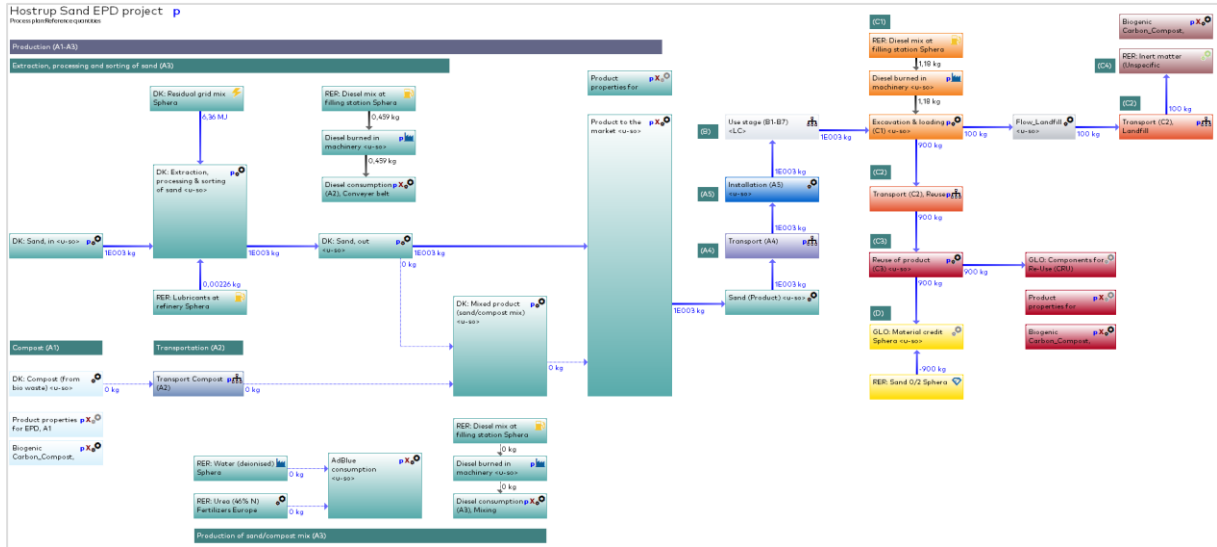 Hostrup Sand EPD project p
Process plan:Reference quantities
Production (A1-A3)
Extraction, processing and sorting of sand (A3)
DK: Residual grid mix
Sphera
6,36 MJ
DK: Extraction,
processing & sorting
of sand <u-so>
DK: Sand, in <u-so>
1E003 kg
1E003 kg
0,00226 kg
RER: Lubricants at
refinery Sphera
RER: Diesel mix at
filling station Sphera
0,459 kg
Diesel burned in
machinery <u-so>
0,459 kg
Diesel consumption
(A2), Conveyer belt
DK: Sand, out
<u-so>
1E003 kg
0 kg
DK: Mixed product
(sand/compost mix)
<u-so>
0 kg
Product
properties for
Product to the
market <u-so>
1E003 kg
Compost (A1)
Transportation (A2)
DK: Compost (from
bio waste) <u-so>
0 kg
Transport Compost
(A2)
0 kg
Product properties
for EPD, A1
Biogenic
Carbon_Compost,
RER: Water (deionised)
Sphera
0 kg
RER: Urea (46% N)
Fertilizers Europe
0 kg
AdBlue
consumption
<u-so>
RER: Diesel mix at
filling station Sphera
0 kg
Diesel burned in
machinery <u-so>
0 kg
Diesel consumption
(A3), Mixing
Production of sand/compost mix (A3)
(B)
Use stage (B1-B7)
<LC>
1E003 kg
1E003 kg
(A5)
Installation (A5)
<u-so>
1E003 kg
(A4)
Transport (A4)
1E003 kg
Sand (Product) <u-so>
(C1)
RER: Diesel mix at
filling station Sphera
1,18 kg
Diesel burned in
machinery <u-so>
1,18 kg
Excavation & loading
(C1) <u-so>
100 kg
900 kg
(C2)
Transport (C2), Reuse
900 kg
(C3)
Reuse of product
(C3) <u-so>
900 kg
900 kg
(D)
GLO: Material credit
Sphera <u-so>
-900 kg
RER: Sand 0/2 Sphera
Flow_Landfill
<u-so>
100 kg
(C2)
Transport (C2),
Landfill
100 kg
(C4)
RER: Inert matter
(Unspecific
Biogenic
Carbon_Compost,
GLO: Components for
Re-Use (CRU)
Product
properties for
Biogenic
Carbon_Compost,